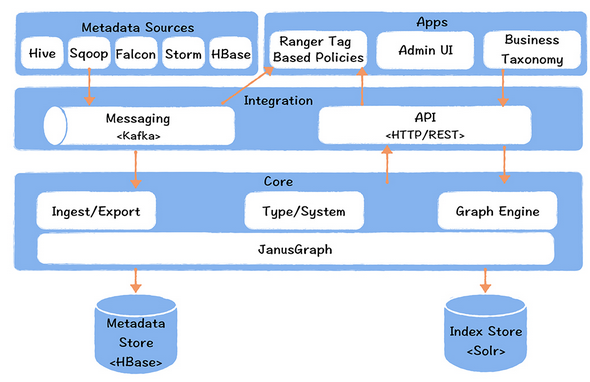 Metadata Sources
Hive
Sqoop
Falcon
Storm
HBase
Apps
Ranger Tag
Based Policies
Admin UI
Business
Taxonomy
Integration
Messaging
<Kafka>
API
<HTTP/REST>
Core
Ingest/Export
Type/System
Graph Engine
JanusGraph
Metadata
Store
<HBase>
Index Store
<Solr>